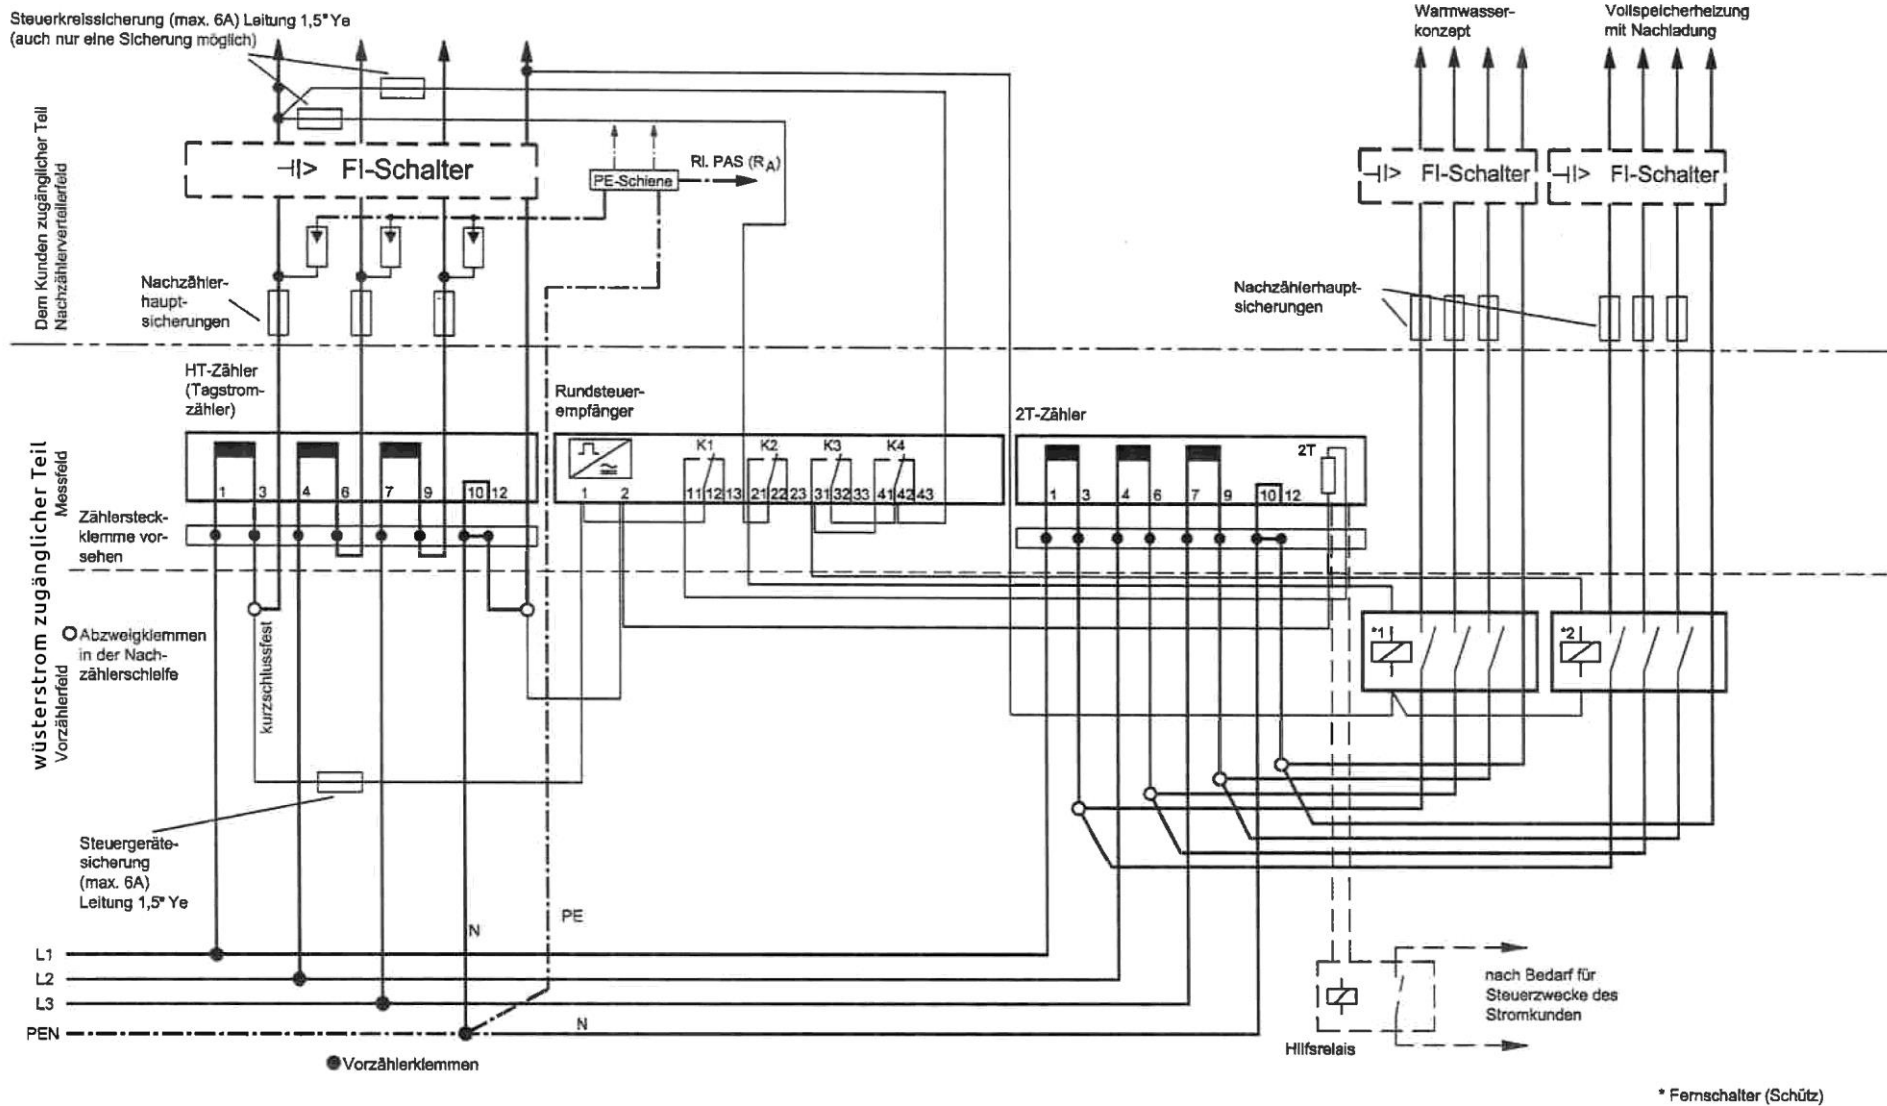 Steuerkreissicherung (max. 6A) Leitung 1,5" Ye
(auch nur eine Sicherung möglich)
Warmwasser-
konzept
Vollspeicherheizung
mit Nachladung
Dem Kunden zugänglicher Teil
Nachzählerverteilerfeld
⊣I> FI-Schalter
PE-Schiene
RI. PAS (RA)
⊣I> FI-Schalter
⊣I> FI-Schalter
Nachzähler-
haupt-
sicherungen
Nachzählerhaupt-
sicherungen
HT-Zähler
(Tagstrom-
zähler)
Rundsteuer-
empfänger
2T-Zähler
wüsterstrom zugänglicher Teil
Messfeld
1 3 4 6 7 9 10 12
K1 K2 K3 K4
1 2 11 12 13 21 22 23 31 32 33 41 42 43
2T
1 3 4 6 7 9 10 12
Zählersteck-
klemme vor-
sehen
Vorzählerfeld
Abzweigklemmen
in der Nach-
zählerschleife
kurzschlussfest
*1
*2
Steuergeräte-
sicherung
(max. 6A)
Leitung 1,5" Ye
N
PE
L1
L2
L3
PEN
N
Vorzählerklemmen
Hilfsrelais
nach Bedarf für
Steuerzwecke des
Stromkunden
* Fernschalter (Schütz)